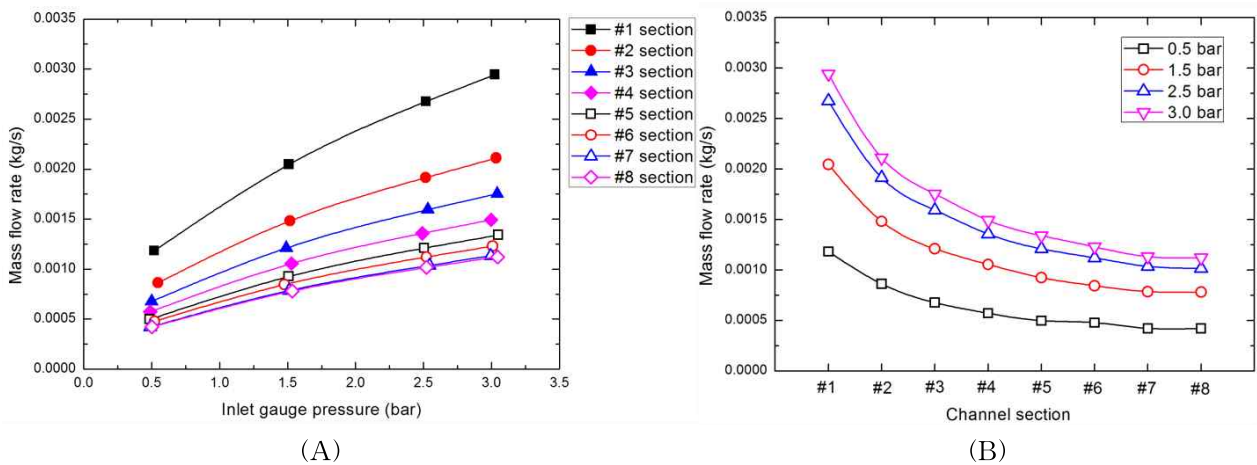 0.0035
0.0030
0.0025
0.0020
0.0015
0.0010
0.0005
0.0000
Mass flow rate (kg/s)
0.0 0.5 1.0 1.5 2.0 2.5 3.0 3.5
Inlet gauge pressure (bar)
#1 section
#2 section
#3 section
#4 section
#5 section
#6 section
#7 section
#8 section
(A)
0.0035
0.0030
0.0025
0.0020
0.0015
0.0010
0.0005
0.0000
Mass flow rate (kg/s)
#1 #2 #3 #4 #5 #6 #7 #8
Channel section
0.5 bar
1.5 bar
2.5 bar
3.0 bar
(B)